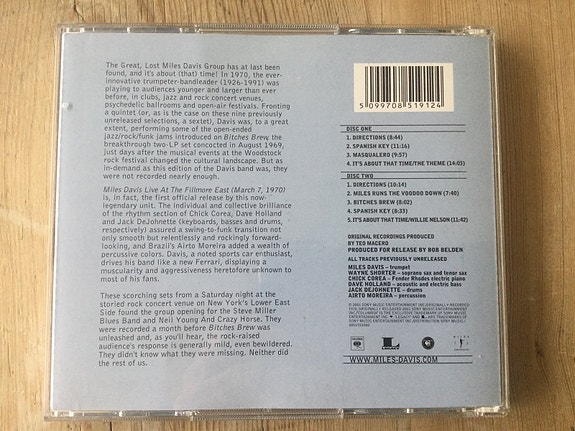 The Great, Lost Miles Davis Group has at last been
found, and it's about (that) time! In 1970, the ever-
innovative trumpeter-bandleader (1926-1991) was
playing to audiences younger and larger than ever
before, in clubs, jazz and rock concert venues,
psychedelic ballrooms and open-air festivals. Fronting
a quintet (or, as is the case on these nine previously
unreleased selections, a sextet), Davis was, to a great
extent, performing some of the open-ended
jazz/rock/funk jams introduced on Bitches Brew, the
breakthrough two-LP set concocted in August 1969,
just days after the musical events at the Woodstock
rock festival changed the cultural landscape. But as
in-demand as this edition of the Davis band was, they
were not recorded nearly enough.
Miles Davis Live At The Fillmore East (March 7, 1970)
is, in fact, the first official release by this now-
legendary unit. The individual and collective brilliance
of the rhythm section of Chick Corea, Dave Holland
and Jack DeJohnette (keyboards, basses and drums,
respectively) assured a swing-to-funk transition not
only smooth but relentlessly and rockingly forward-
looking, and Brazil's Airto Moreira added a wealth of
percussive colors. Davis, a noted sports car enthusiast,
drives his band like a new Ferrari, displaying a
muscularity and aggressiveness heretofore unknown to
most of his fans.
These scorching sets from a Saturday night at the
storied rock concert venue on New York's Lower East
Side found the group opening for the Steve Miller
Blues Band and Neil Young And Crazy Horse. They
were recorded a month before Bitches Brew was
unleashed and, as you'll hear, the rock-raised
audience's response is generally mild, even bewildered.
They didn't know what they were missing. Neither did
the rest of us.
5 099708 519124
DISC ONE
1. DIRECTIONS (8:44)
2. SPANISH KEY (11:16)
3. MASQUALERO (9:57)
4. IT'S ABOUT THAT TIME/THE THEME (14:03)
DISC TWO
1. DIRECTIONS (10:14)
2. MILES RUNS THE VOODOO DOWN (7:40)
3. BITCHES BREW (8:02)
4. SPANISH KEY (8:33)
5. IT'S ABOUT THAT TIME/WILLIE NELSON (11:42)
ORIGINAL RECORDINGS PRODUCED
BY TEO MACERO
PRODUCED FOR RELEASE BY BOB BELDEN
ALL TRACKS PREVIOUSLY UNRELEASED
MILES DAVIS – trumpet
WAYNE SHORTER – soprano sax and tenor sax
CHICK COREA – Fender Rhodes electric piano
DAVE HOLLAND – acoustic and electric bass
JACK DEJOHNETTE – drums
AIRTO MOREIRA – percussion
WWW.MILES-DAVIS.COM